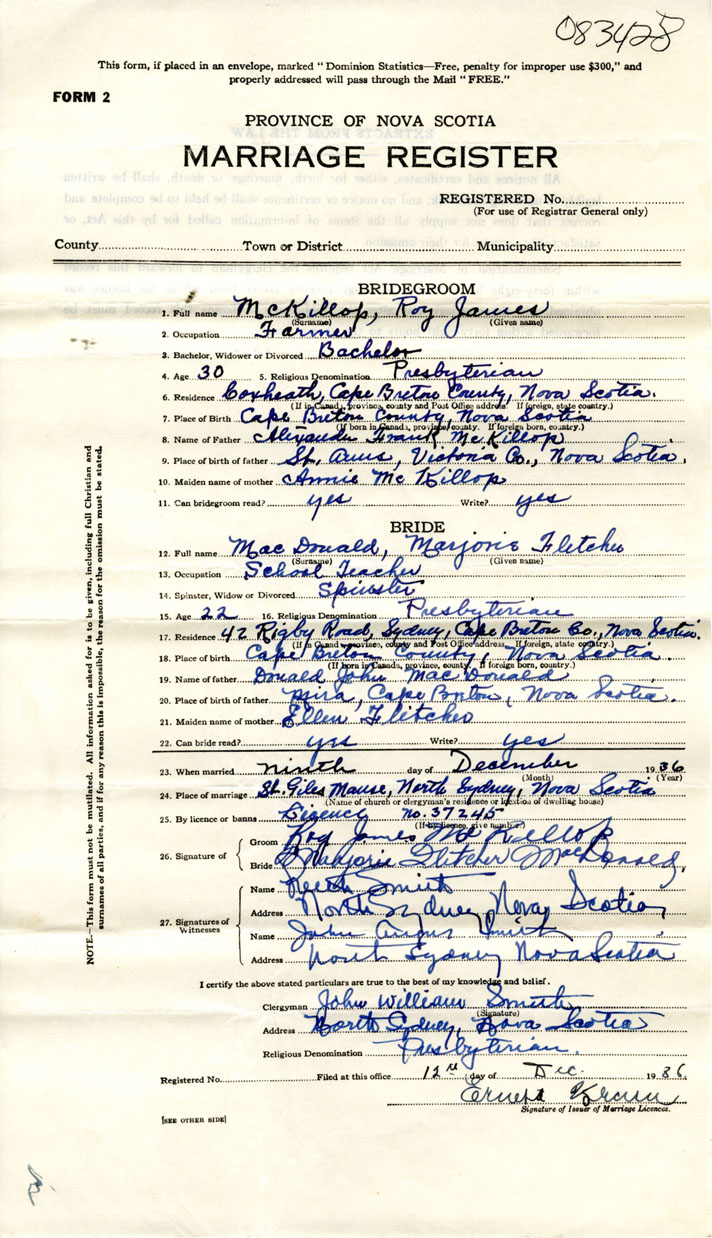 083428
This form, if placed in an envelope, marked "Dominion Statistics—Free, penalty for improper use $300," and
properly addressed will pass through the Mail "FREE."
FORM 2
PROVINCE OF NOVA SCOTIA
MARRIAGE REGISTER
REGISTERED No.
(For use of Registrar General only)
County Town or District Municipality
BRIDEGROOM
1. Full name McKillop, Roy James
(Surname) (Given name)
2. Occupation Farmer
3. Bachelor, Widower or Divorced Bachelor
4. Age 30 5. Religious Denomination Presbyterian
6. Residence Coxheath, Cape Breton County, Nova Scotia.
(If in Canada, province, county and Post Office address. If foreign, state country.)
7. Place of Birth Cape Breton County, Nova Scotia
(If born in Canada, province, county. If foreign born, country.)
8. Name of Father Alexander Frank McKillop
9. Place of birth of father St. Anns, Victoria Co., Nova Scotia.
10. Maiden name of mother Annie McKillop
11. Can bridegroom read? yes Write? yes
BRIDE
12. Full name MacDonald, Marjorie Fletcher
(Surname) (Given name)
13. Occupation School Teacher
14. Spinster, Widow or Divorced Spinster
15. Age 22 16. Religious Denomination Presbyterian
17. Residence 42 Rigby Road, Sydney, Cape Breton Co., Nova Scotia.
(If in Canada, province, county and Post Office address. If foreign, state country.)
18. Place of birth Cape Breton County, Nova Scotia.
(If born in Canada, province, county. If foreign born, country.)
19. Name of father Donald John MacDonald
20. Place of birth of father Mira, Cape Breton, Nova Scotia.
21. Maiden name of mother Ellen Fletcher
22. Can bride read? yes Write? yes
23. When married ninth day of December 1936
(Month) (Year)
24. Place of marriage St. Giles Manse, North Sydney, Nova Scotia
(Name of church or clergyman's residence or location of dwelling house)
25. By licence or banns no. 37245
(If by licence, give number)
26. Signature of
Groom Roy James McKillop
Bride Marjorie Fletcher MacDonald,
27. Signatures of Witnesses
Name Smith
Address North Sydney, Nova Scotia,
Name John Angus Smith
Address North Sydney Nova Scotia
I certify the above stated particulars are true to the best of my knowledge and belief.
Clergyman John William Smith
(Signature)
Address North Sydney, Nova Scotia
Religious Denomination Presbyterian.
Registered No. Filed at this office 12th day of Dec. 1936
Ernest
Signature of Issuer of Marriage Licences.
[SEE OTHER SIDE]
NOTE.—This form must not be mutilated. All information asked for is to be given, including full Christian and
surnames of all parties, and if for any reason this is impossible, the reason for the omission must be stated.